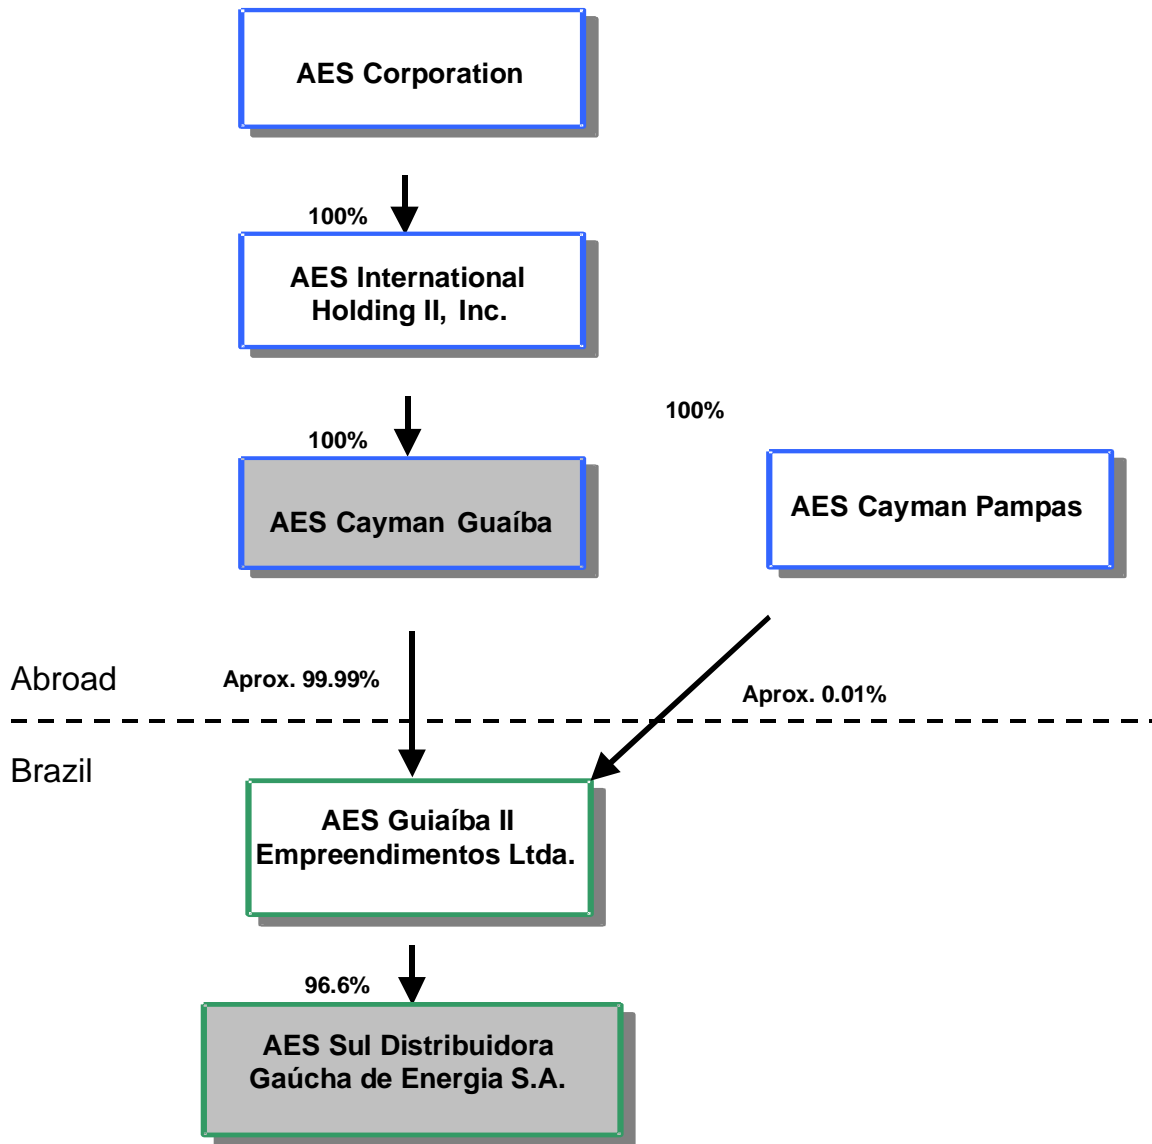 AES Corporation
100%
AES International
Holding II, Inc.
100%
100%
AES Cayman Guaíba
AES Cayman Pampas
Abroad
Aprox. 99.99%
Aprox. 0.01%
Brazil
AES Guiaíba II
Empreendimentos Ltda.
96.6%
AES Sul Distribuidora
Gaúcha de Energia S.A.